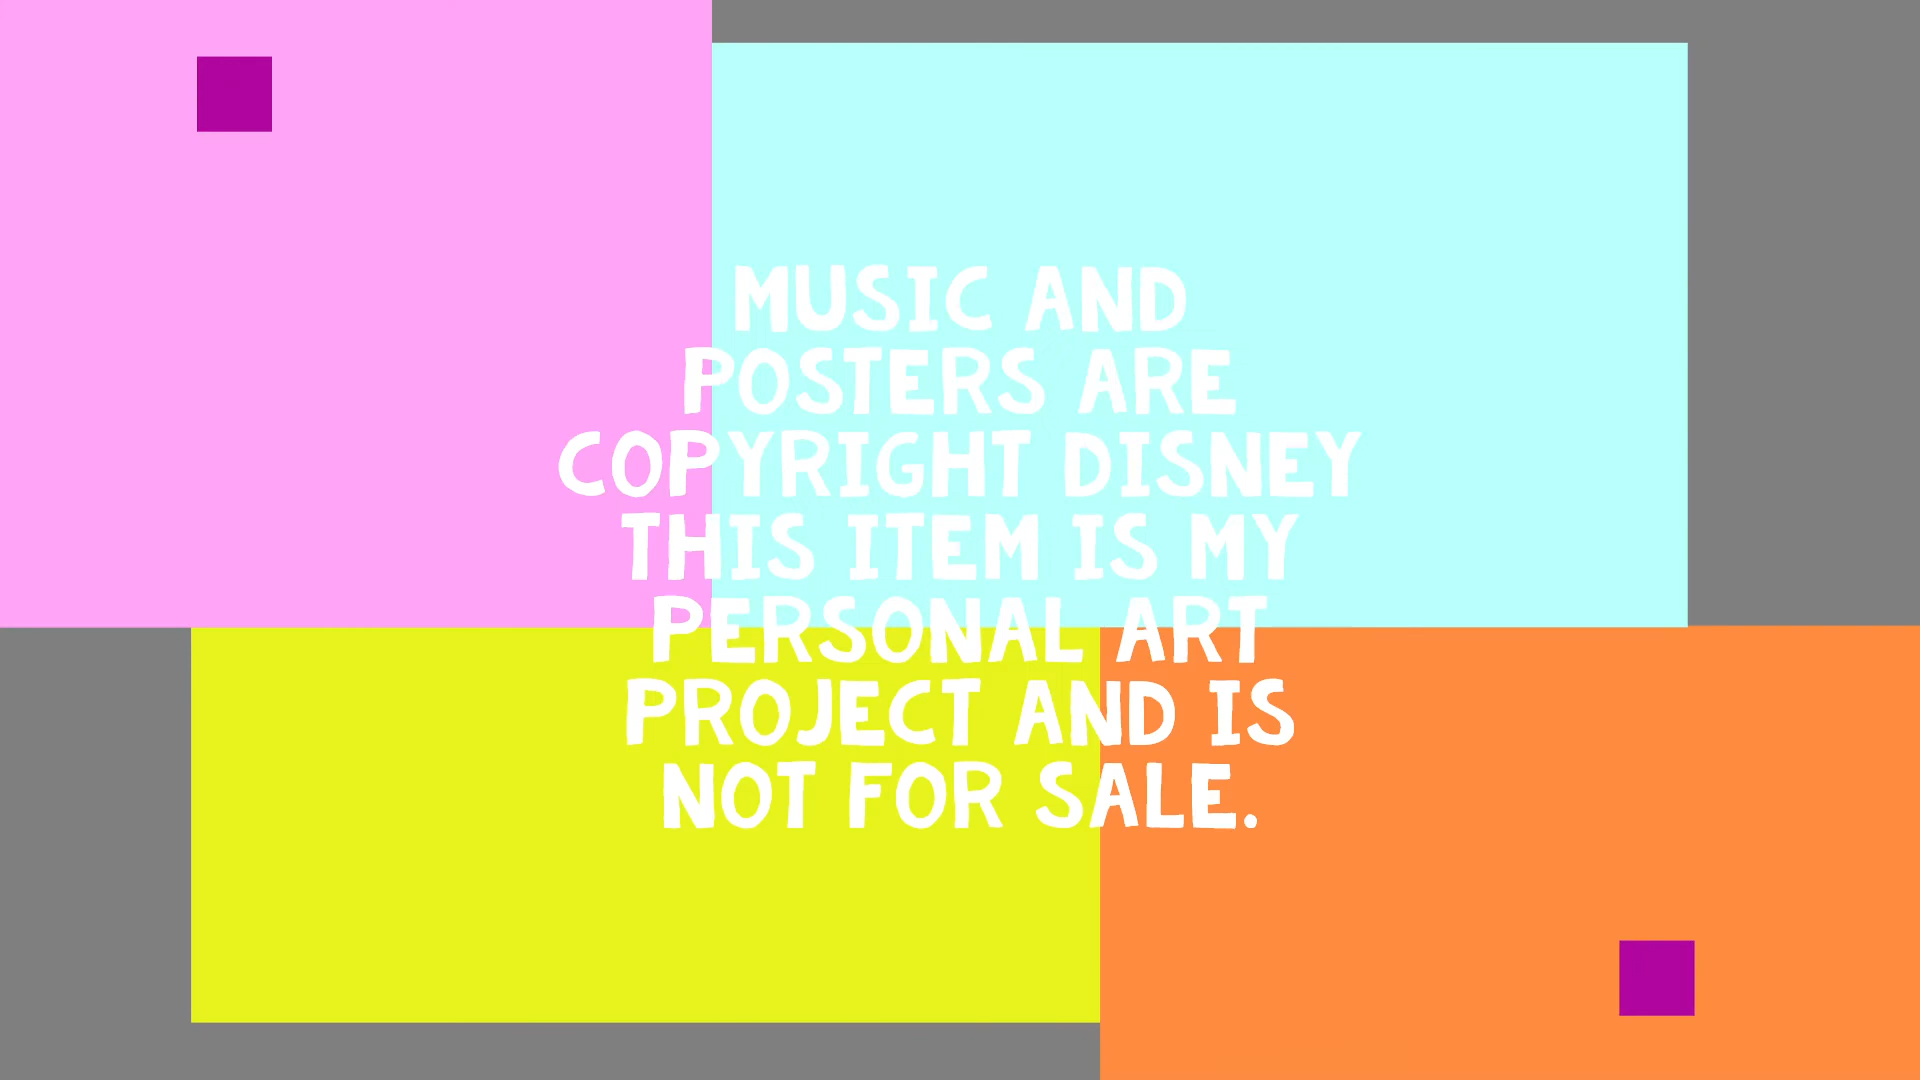 MUSIC AND
POSTERS ARE
COPYRIGHT DISNEY
THIS ITEM IS MY
PERSONAL ART
PROJECT AND IS
NOT FOR SALE.